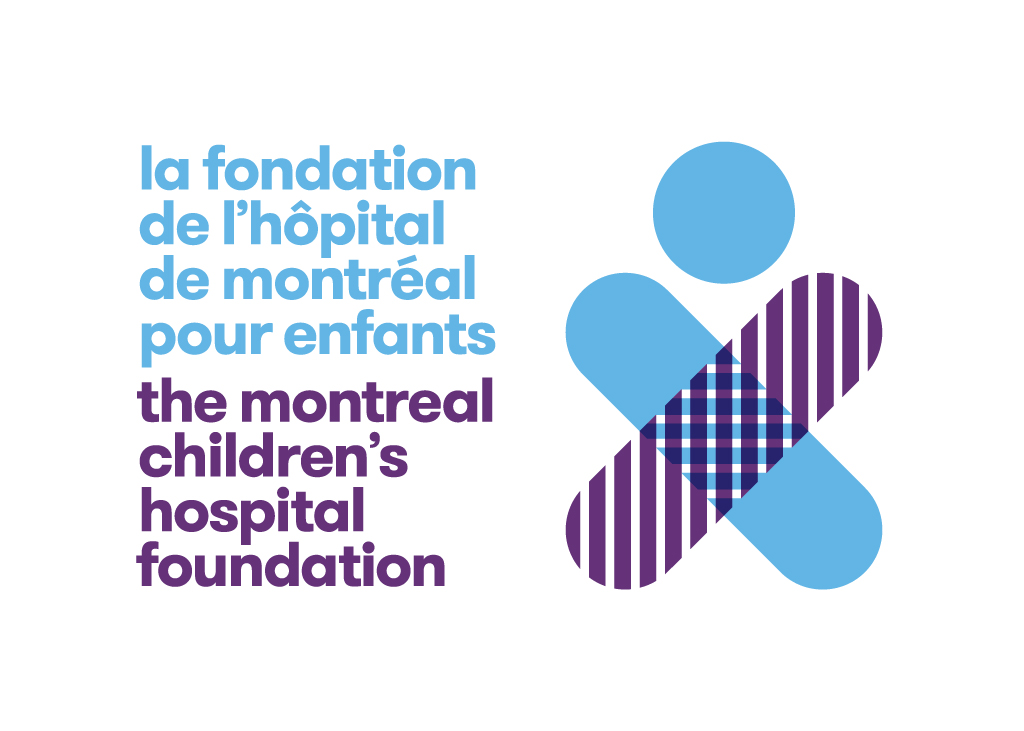 la fondation
de l’hôpital
de montréal
pour enfants
the montreal
children’s
hospital
foundation